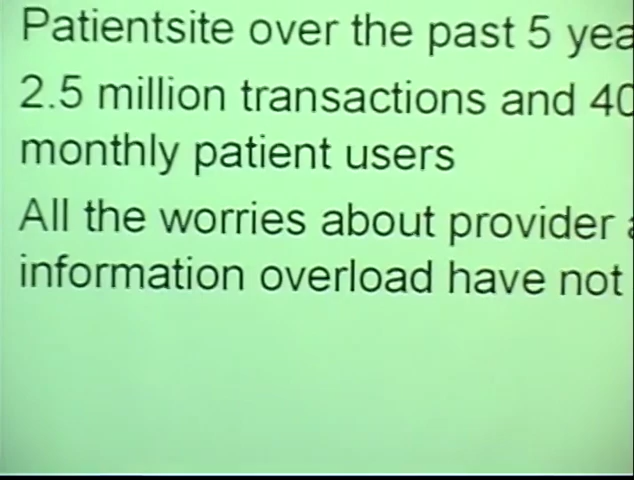 Patientsite over the past 5 yea
2.5 million transactions and 40
monthly patient users
All the worries about provider
information overload have not